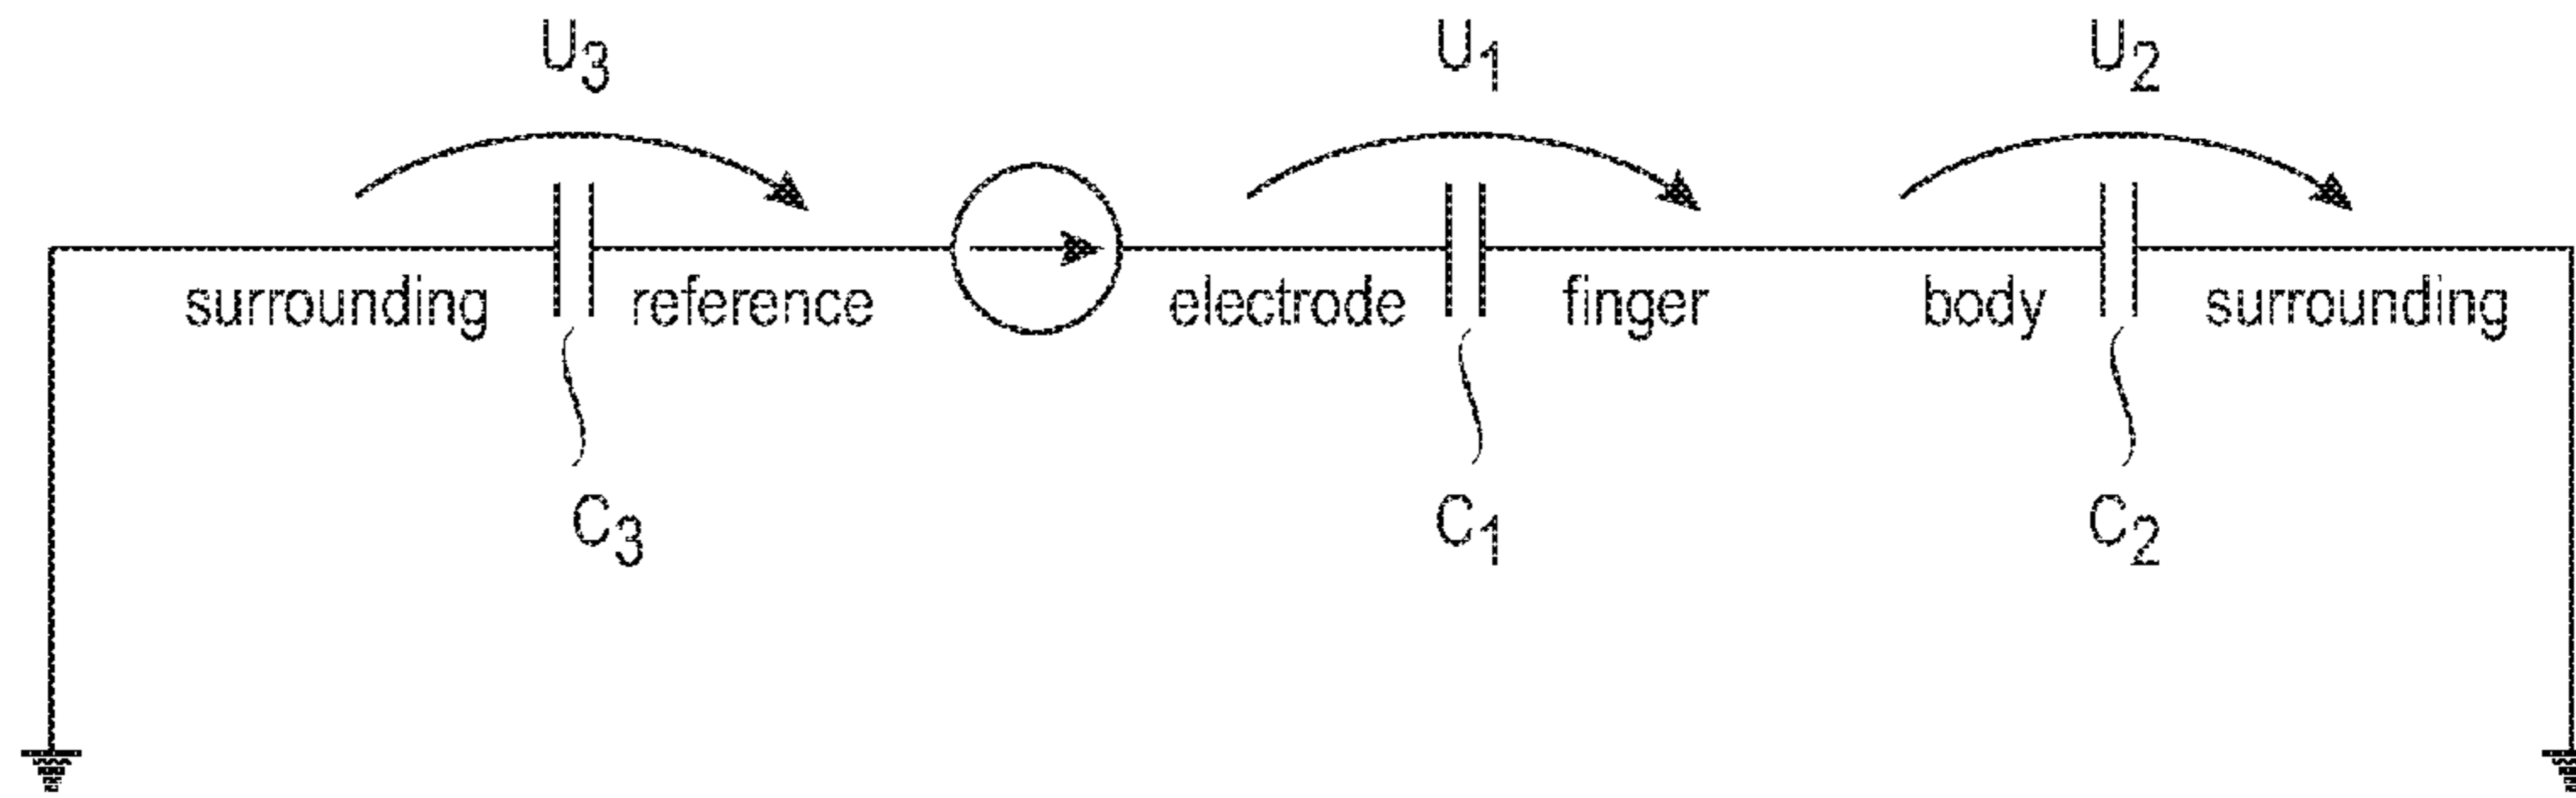 U3 U1 U2
surrounding reference electrode finger body surrounding
C3 C1 C2